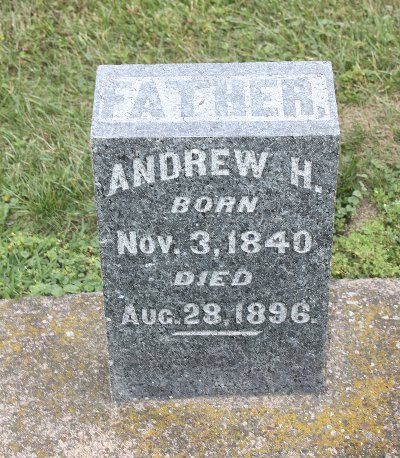 FATHER,
ANDREW H.
BORN
Nov. 3, 1840
DIED
Aug. 28, 1896.